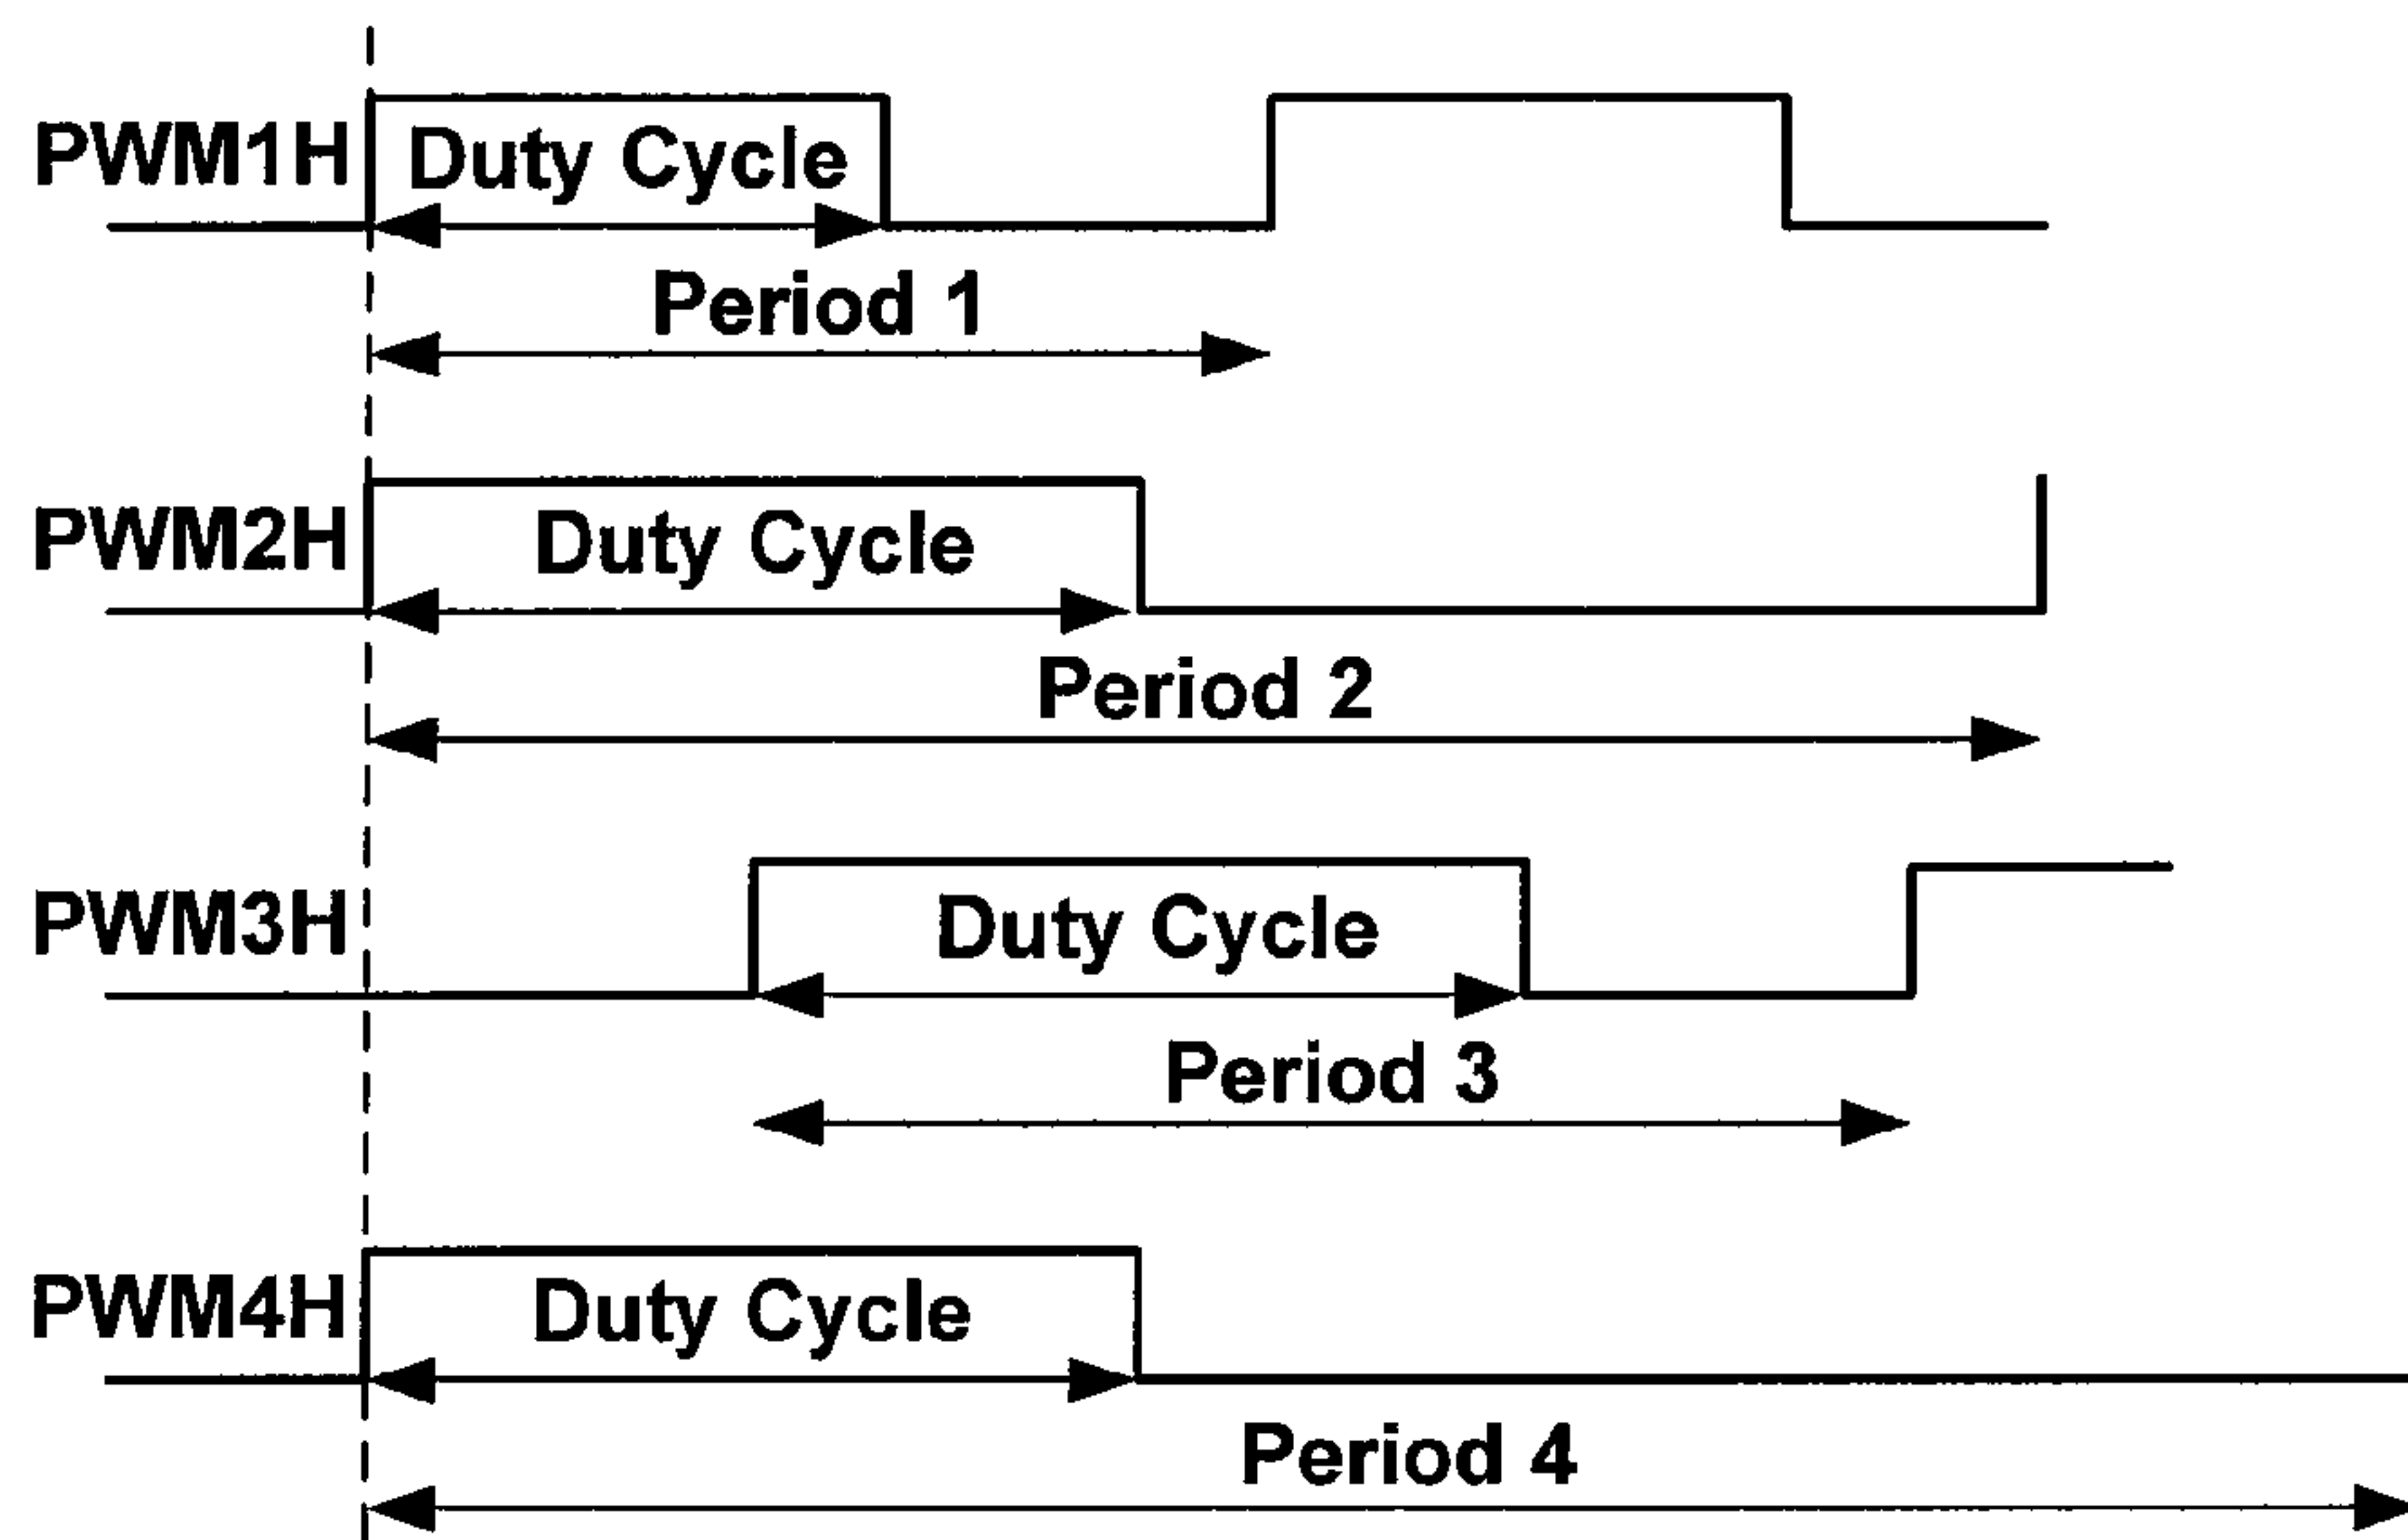 PWM1H
Duty Cycle
Period 1
PWM2H
Duty Cycle
Period 2
PWM3H
Duty Cycle
Period 3
PWM4H
Duty Cycle
Period 4